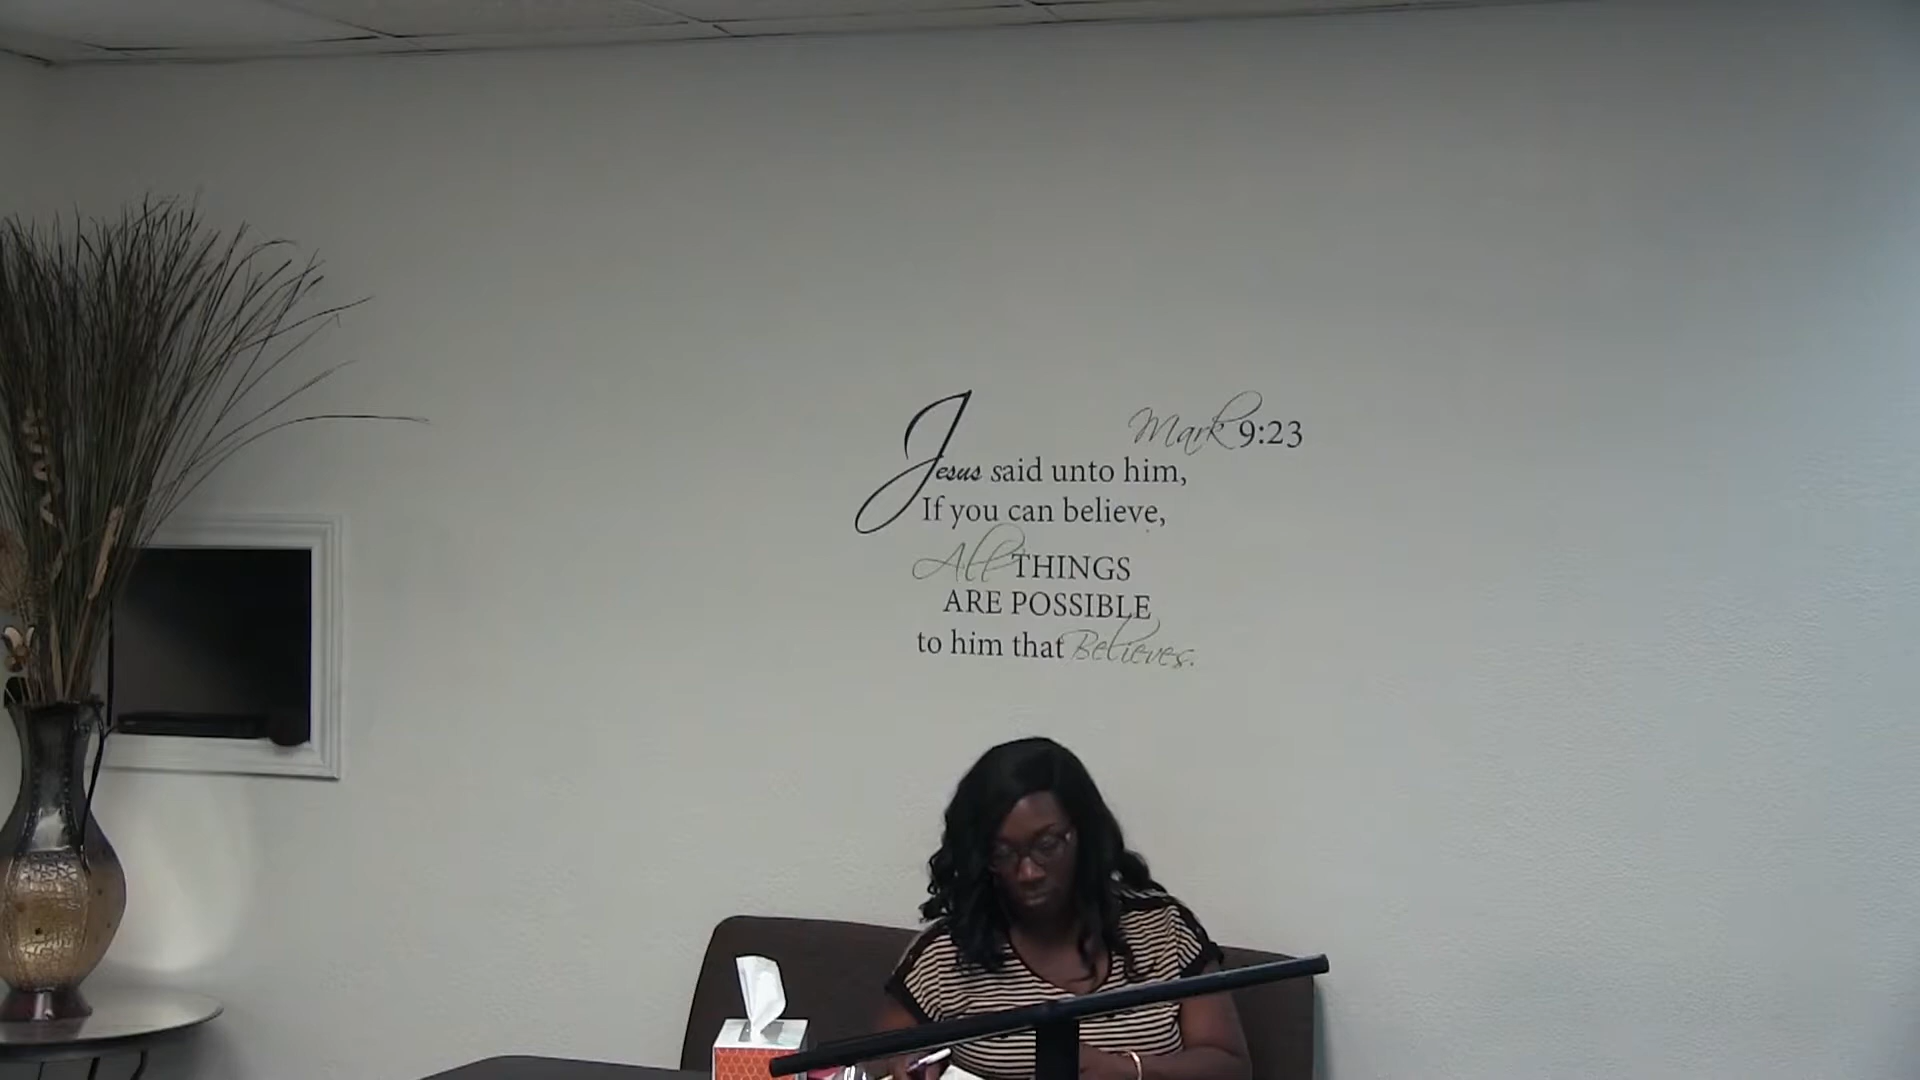 Mark 9:23
Jesus said unto him,
If you can believe,
All THINGS
ARE POSSIBLE
to him that Believes.